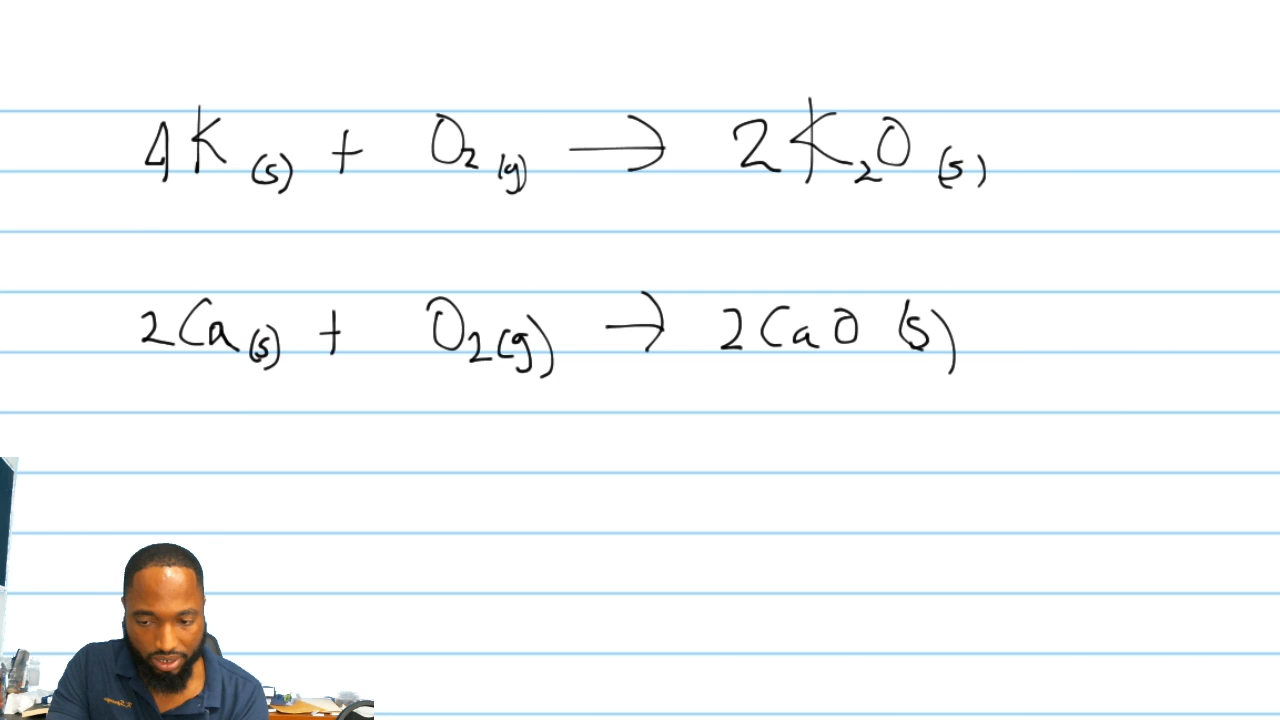 4K (s) + O₂ (g) → 2K₂O (s)
2Ca (s) + O₂ (g) → 2CaO (s)